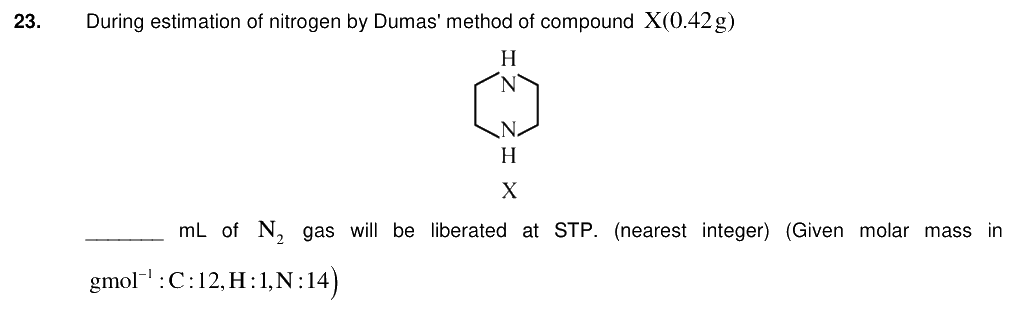 23. During estimation of nitrogen by Dumas' method of compound X(0.42g)
H
N
N
H
X
_______ mL of N₂ gas will be liberated at STP. (nearest integer) (Given molar mass in
gmol⁻¹ : C : 12, H : 1, N : 14)